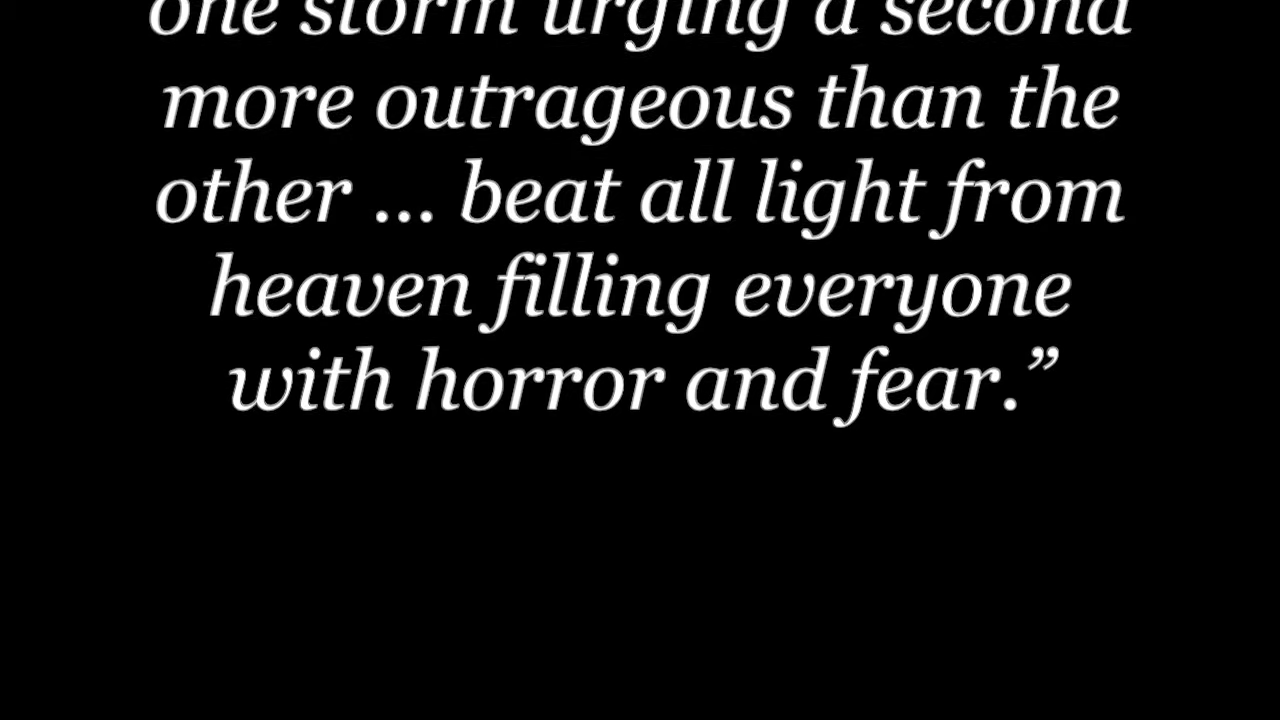 one storm urging a second
more outrageous than the
other ... beat all light from
heaven filling everyone
with horror and fear.”